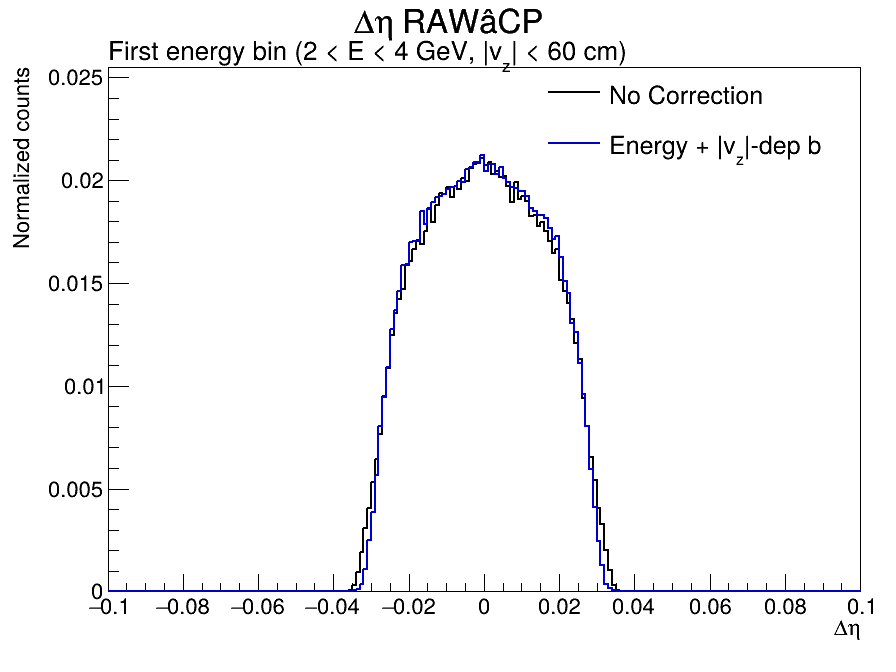 Δη RAWâCP
First energy bin (2 < E < 4 GeV, |vz| < 60 cm)
Normalized counts
No Correction
Energy + |vz|-dep b
0.025
0.02
0.015
0.01
0.005
0
−0.1 −0.08 −0.06 −0.04 −0.02 0 0.02 0.04 0.06 0.08 0.1
Δη